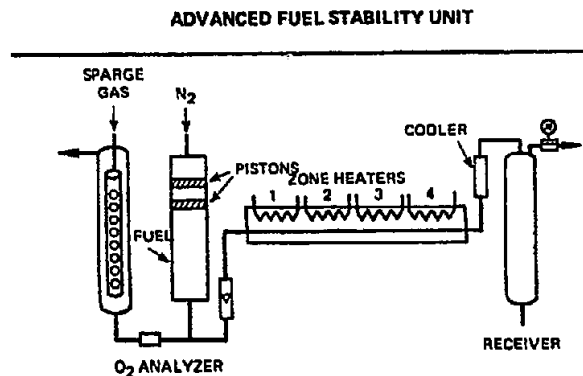 ADVANCED FUEL STABILITY UNIT
SPARGE
GAS
N2
PISTONS
COOLER
ZONE HEATERS
1 2 3 4
FUEL
O2 ANALYZER
RECEIVER